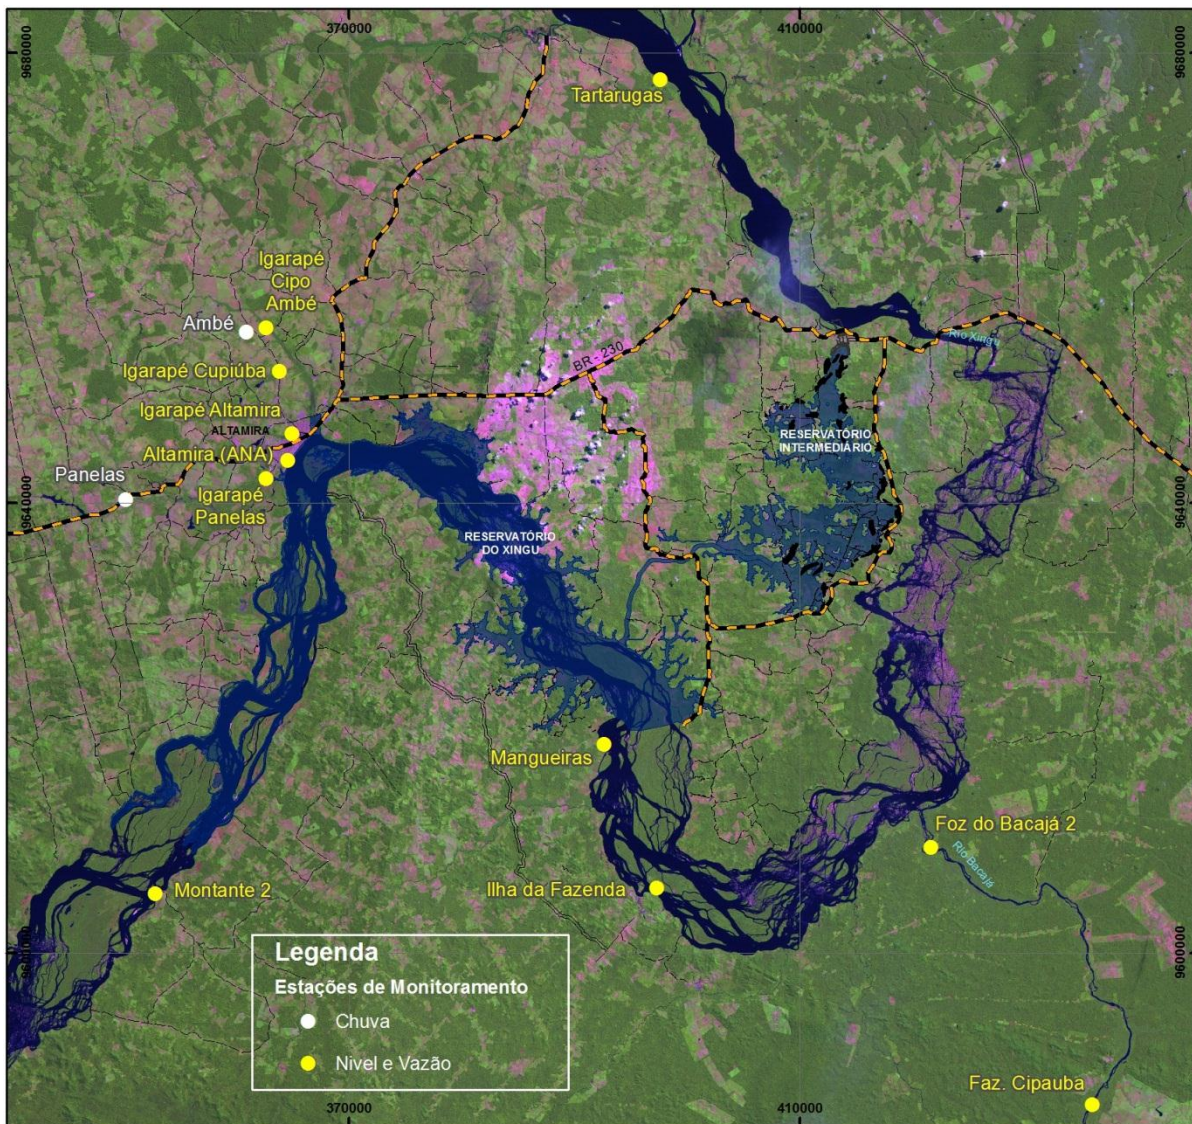 370000
410000
9680000
9680000
Tartarugas
Igarapé
Cipo
Ambé
Ambé
Rio Xingu
BR - 230
Igarapé Cupiúba
Igarapé Altamira
ALTAMIRA
RESERVATÓRIO
INTERMEDIÁRIO
Altamira (ANA)
Panelas
Igarapé
Panelas
9640000
9640000
RESERVATÓRIO
DO XINGU
Mangueiras
Foz do Bacajá 2
Rio Bacajá
Montante 2
Ilha da Fazenda
9600000
9600000
Legenda
Estações de Monitoramento
Chuva
Nivel e Vazão
Faz. Cipauba
370000
410000